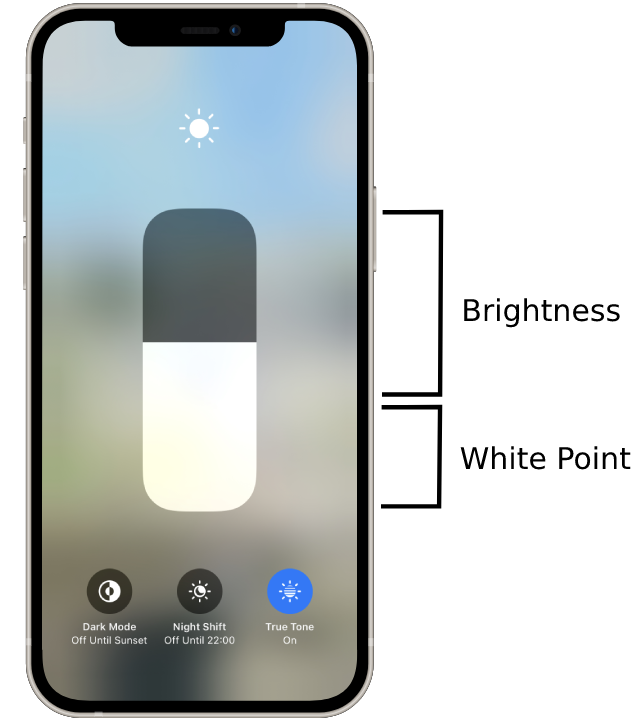 Brightness
White Point
Dark Mode
Off Until Sunset
Night Shift
Off Until 22:00
True Tone
On